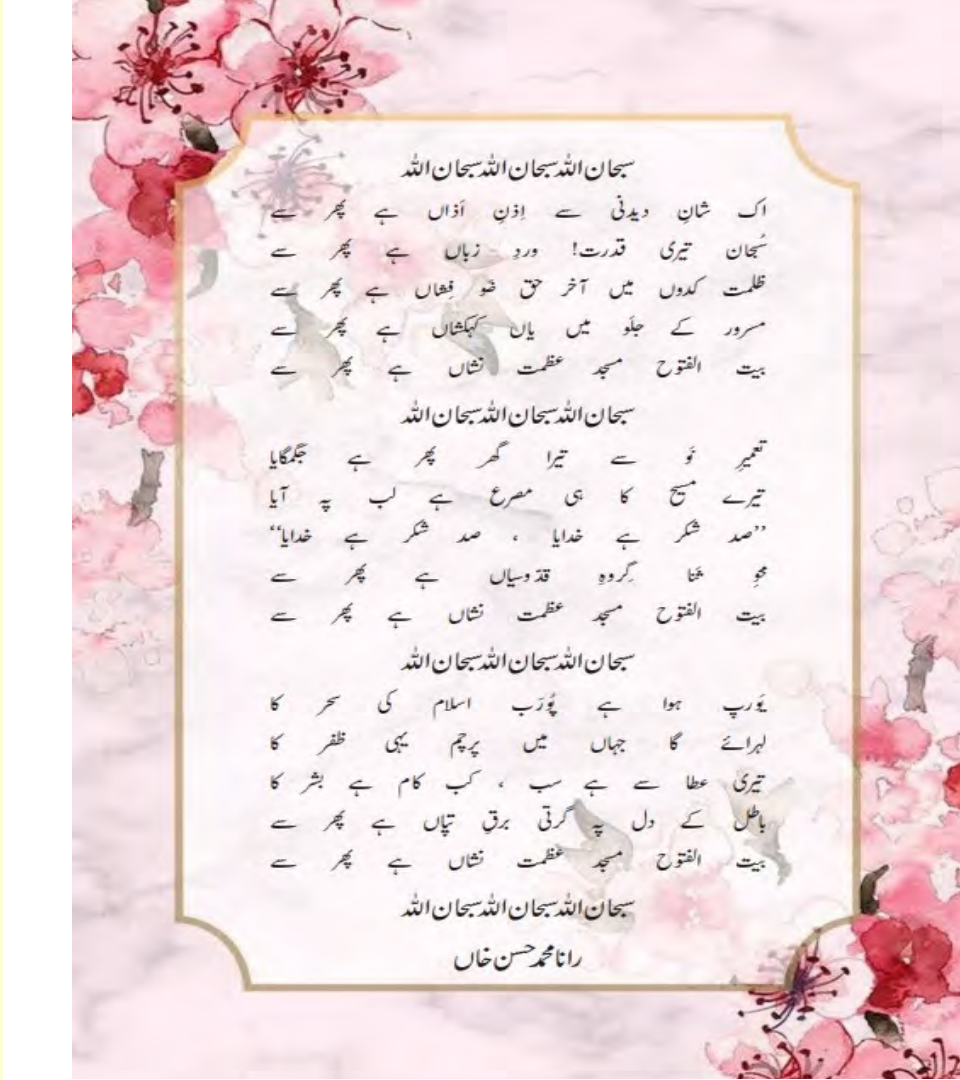 سبحان اللہ سبحان اللہ سبحان اللہ
اک شانِ دیدنی سے اِذنِ اَذاں ہے پھر سے
سُبحان تیری قدرت! وردِ زباں ہے پھر سے
ظلمت کدوں میں آخر حق ضَو فِشاں ہے پھر سے
مسرور کے جلَو میں یاں کہکشاں ہے پھر سے
بیت الفتوح مسجد عظمت نشاں ہے پھر سے
سبحان اللہ سبحان اللہ سبحان اللہ
تعمیرِ نَو سے تیرا گھر پھر ہے جگمگایا
تیرے مسیح کا ہی مصرع ہے لب پہ آیا
’’صد شکر ہے خدایا ، صد شکر ہے خدایا‘‘
محوِ ثنا گروہِ قدّوسیاں ہے پھر سے
بیت الفتوح مسجد عظمت نشاں ہے پھر سے
سبحان اللہ سبحان اللہ سبحان اللہ
یَورپ ہوا ہے پُورَب اسلام کی سحر کا
لہرائے گا جہاں میں پرچم یہی ظفر کا
تیری عطا سے ہے سب ، کب کام ہے بشر کا
باطل کے دل پہ گرتی برقِ تپاں ہے پھر سے
بیت الفتوح مسجد عظمت نشاں ہے پھر سے
سبحان اللہ سبحان اللہ سبحان اللہ
رانا محمد حسن خاں